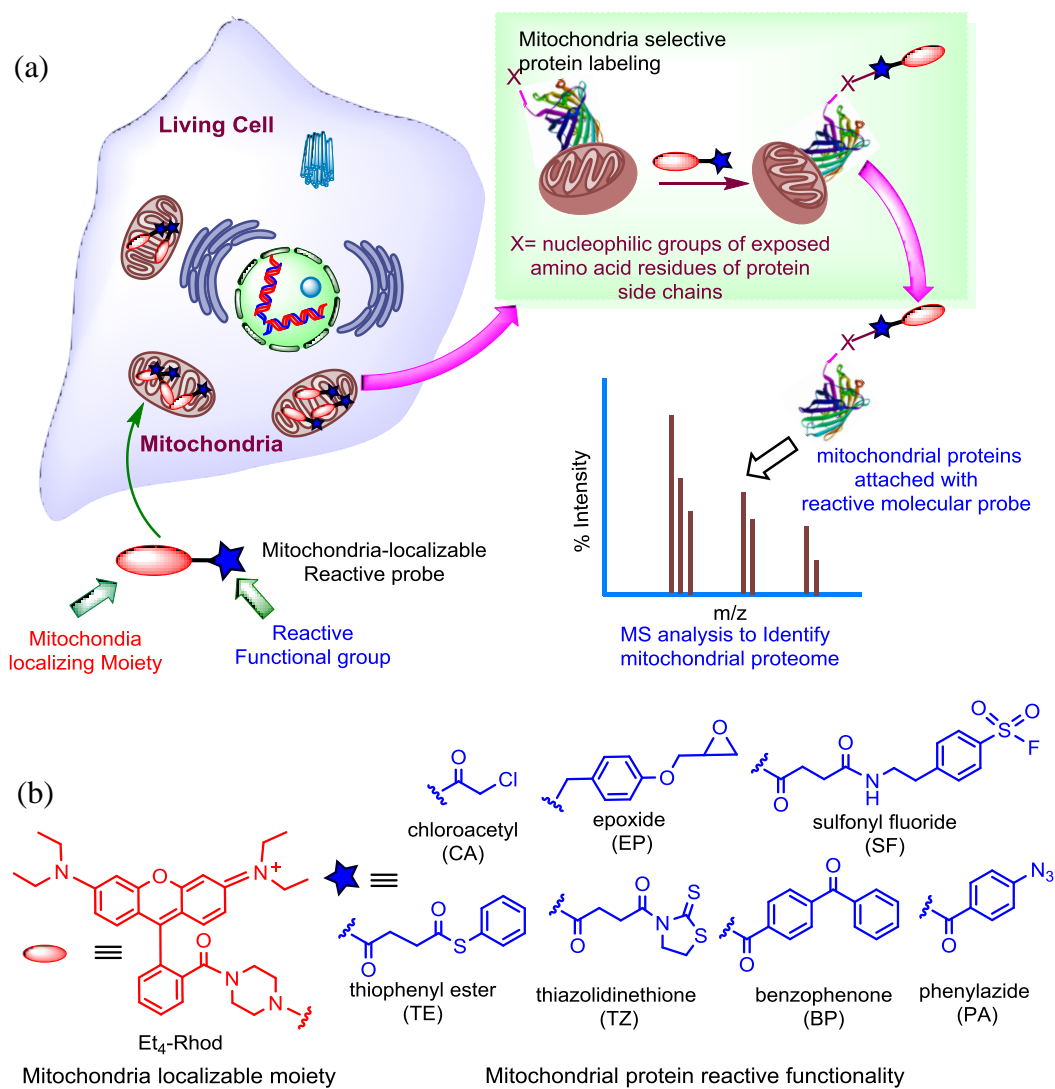 (a)
Living Cell
Mitochondria
Mitochondria-localizable
Reactive probe
Mitochondia
localizing Moiety
Reactive
Functional group
Mitochondria selective
protein labeling
X
X
X= nucleophilic groups of exposed
amino acid residues of protein
side chains
X
mitochondrial proteins
attached with
reactive molecular probe
% Intensity
m/z
MS analysis to Identify
mitochondrial proteome
(b)
O
Cl
chloroacetyl
(CA)
O
O
epoxide
(EP)
O
O
N
H
O
O
S
F
sulfonyl fluoride
(SF)
N
O
N
+
O
N
N
Et4-Rhod
Mitochondria localizable moiety
O
O
S
thiophenyl ester
(TE)
O
O
N
S
S
thiazolidinethione
(TZ)
O
O
benzophenone
(BP)
O
N3
phenylazide
(PA)
Mitochondrial protein reactive functionality